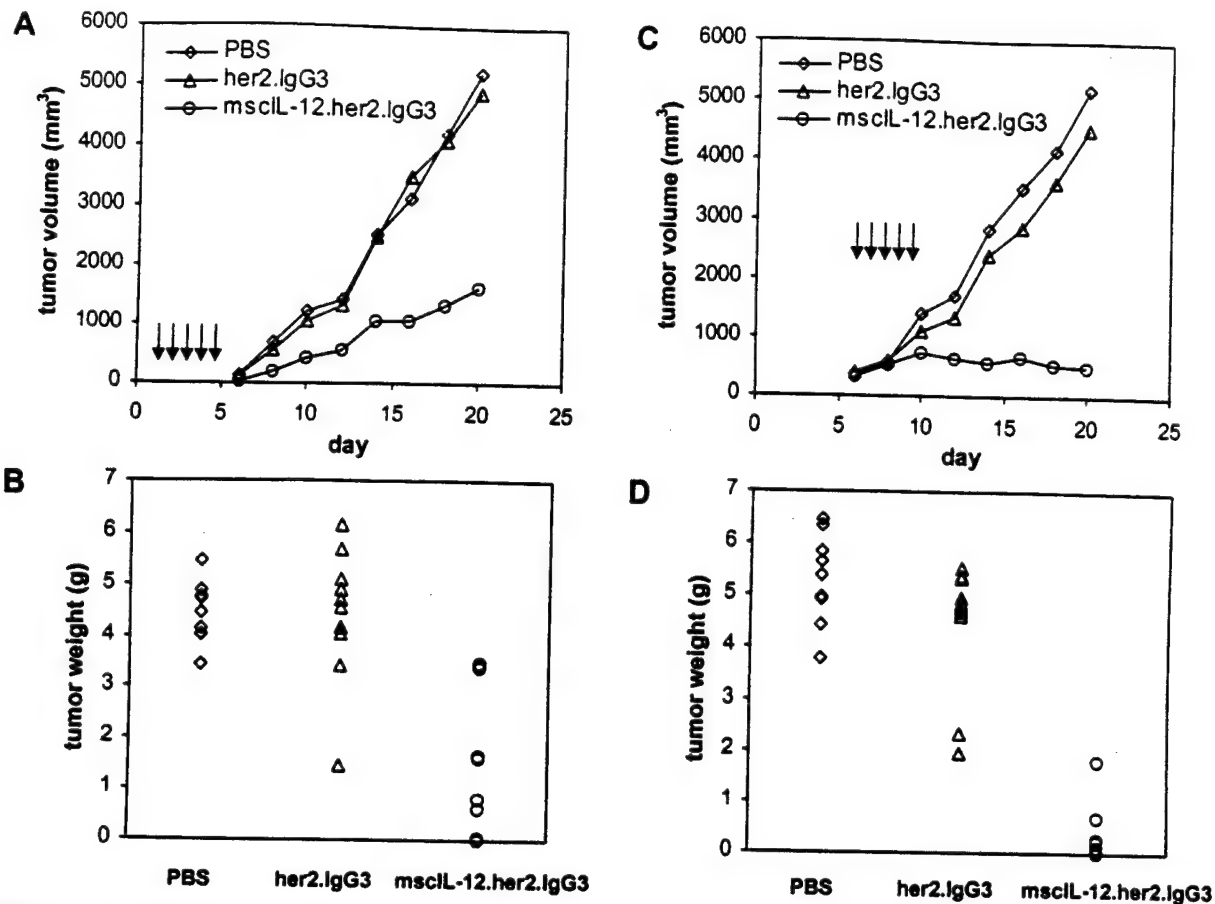 A
tumor volume (mm³)
6000
5000
4000
3000
2000
1000
0
PBS
her2.IgG3
mscIL-12.her2.IgG3
0 5 10 15 20 25
day
C
tumor volume (mm³)
6000
5000
4000
3000
2000
1000
0
PBS
her2.IgG3
mscIL-12.her2.IgG3
0 5 10 15 20 25
day
B
tumor weight (g)
7
6
5
4
3
2
1
0
PBS her2.IgG3 mscIL-12.her2.IgG3
D
tumor weight (g)
7
6
5
4
3
2
1
0
PBS her2.IgG3 mscIL-12.her2.IgG3